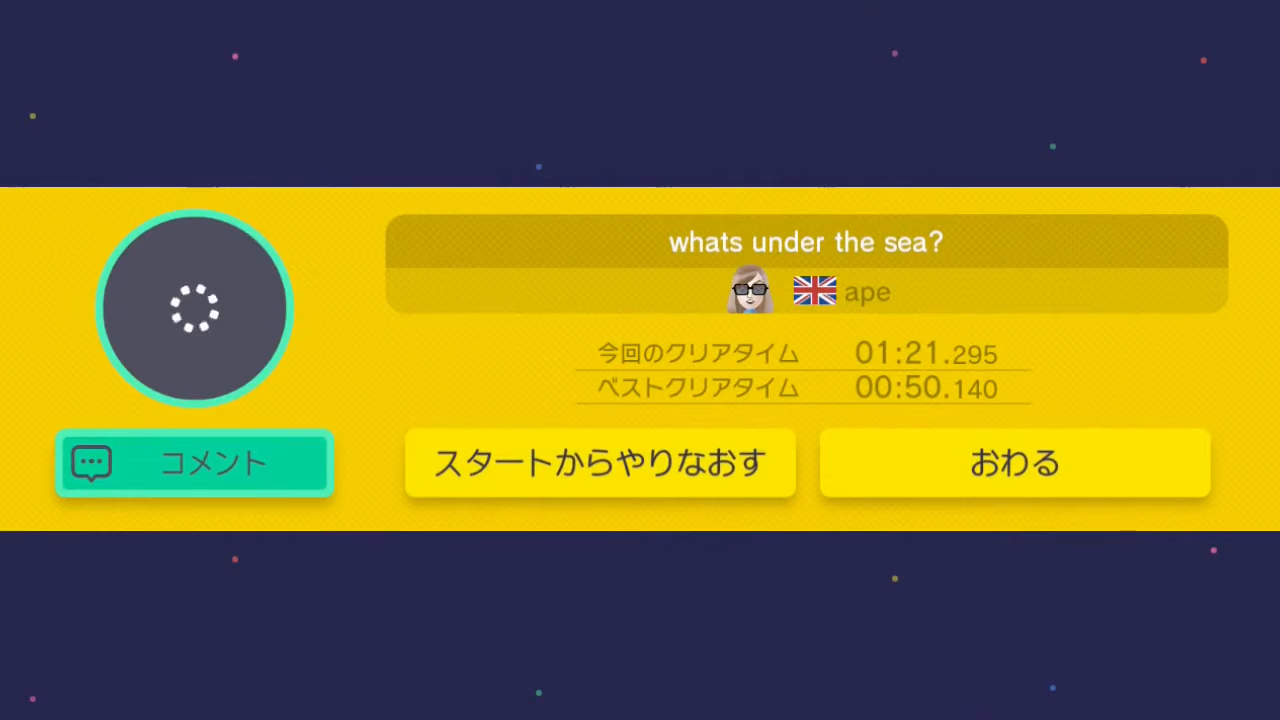 whats under the sea?
ape
今回のクリアタイム 01:21.295
ベストクリアタイム 00:50.140
コメント
スタートからやりなおす
おわる